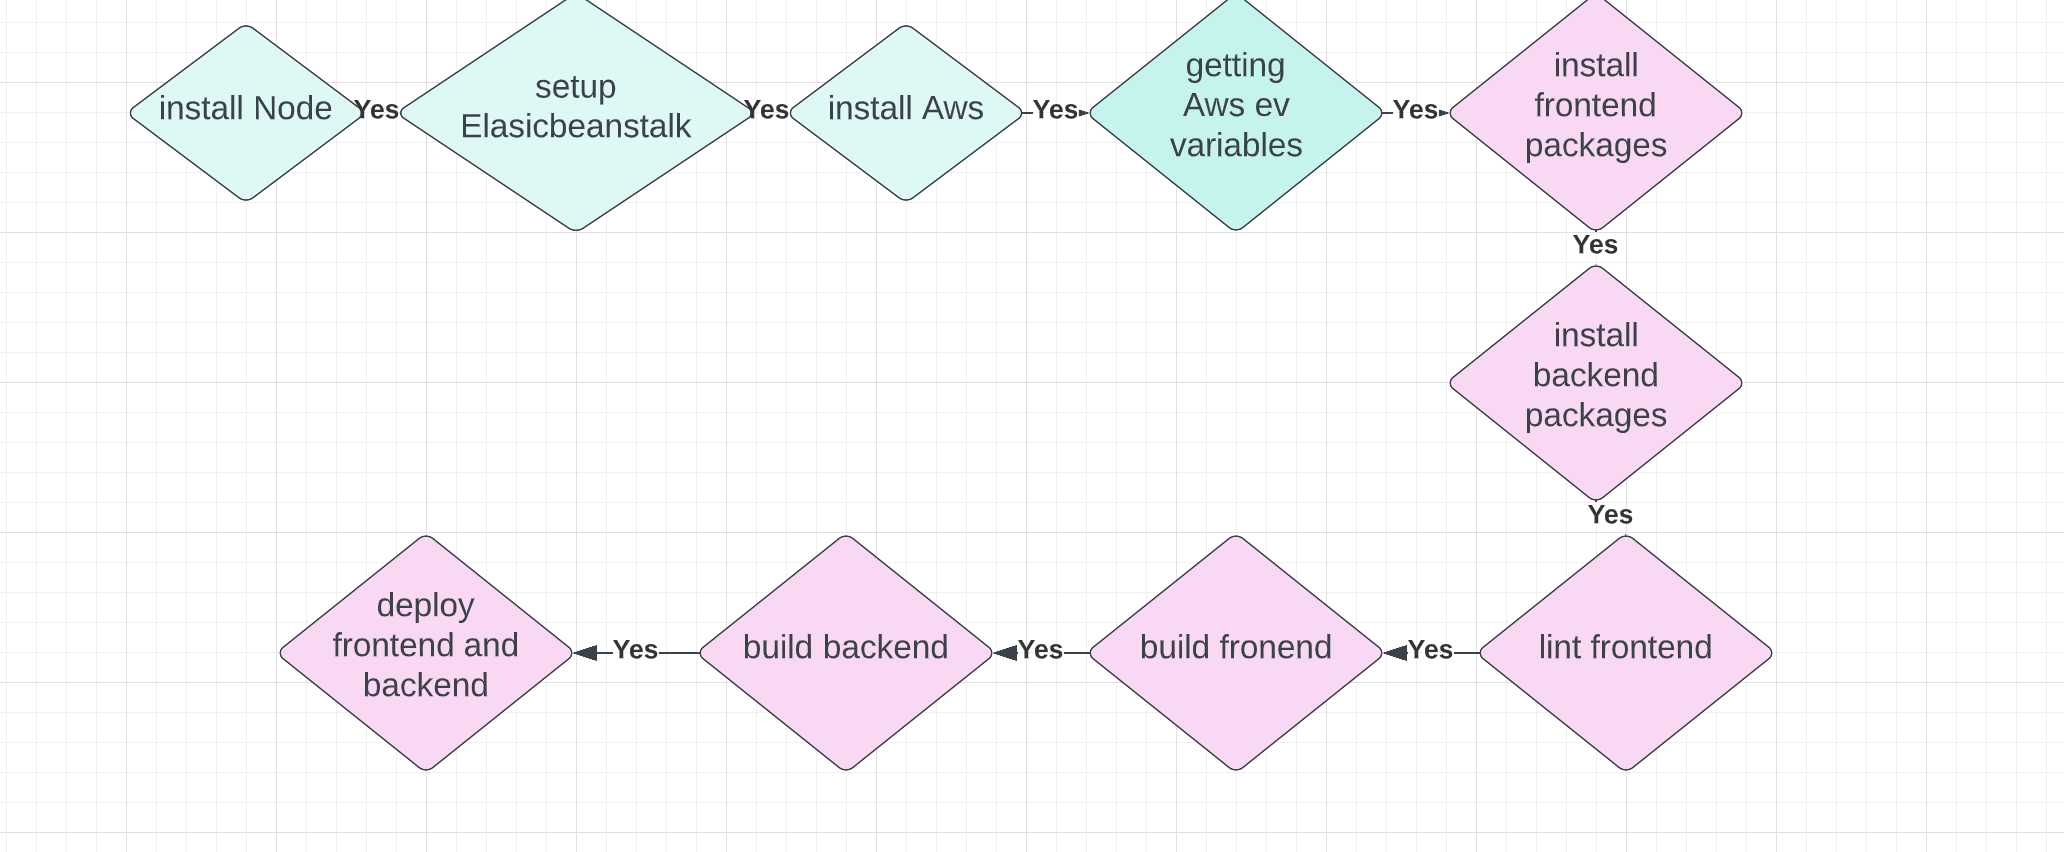 install Node
Yes
setup
Elasicbeanstalk
Yes
install Aws
Yes
getting
Aws ev
variables
Yes
install
frontend
packages
Yes
install
backend
packages
Yes
lint frontend
Yes
build fronend
Yes
build backend
Yes
deploy
frontend and
backend